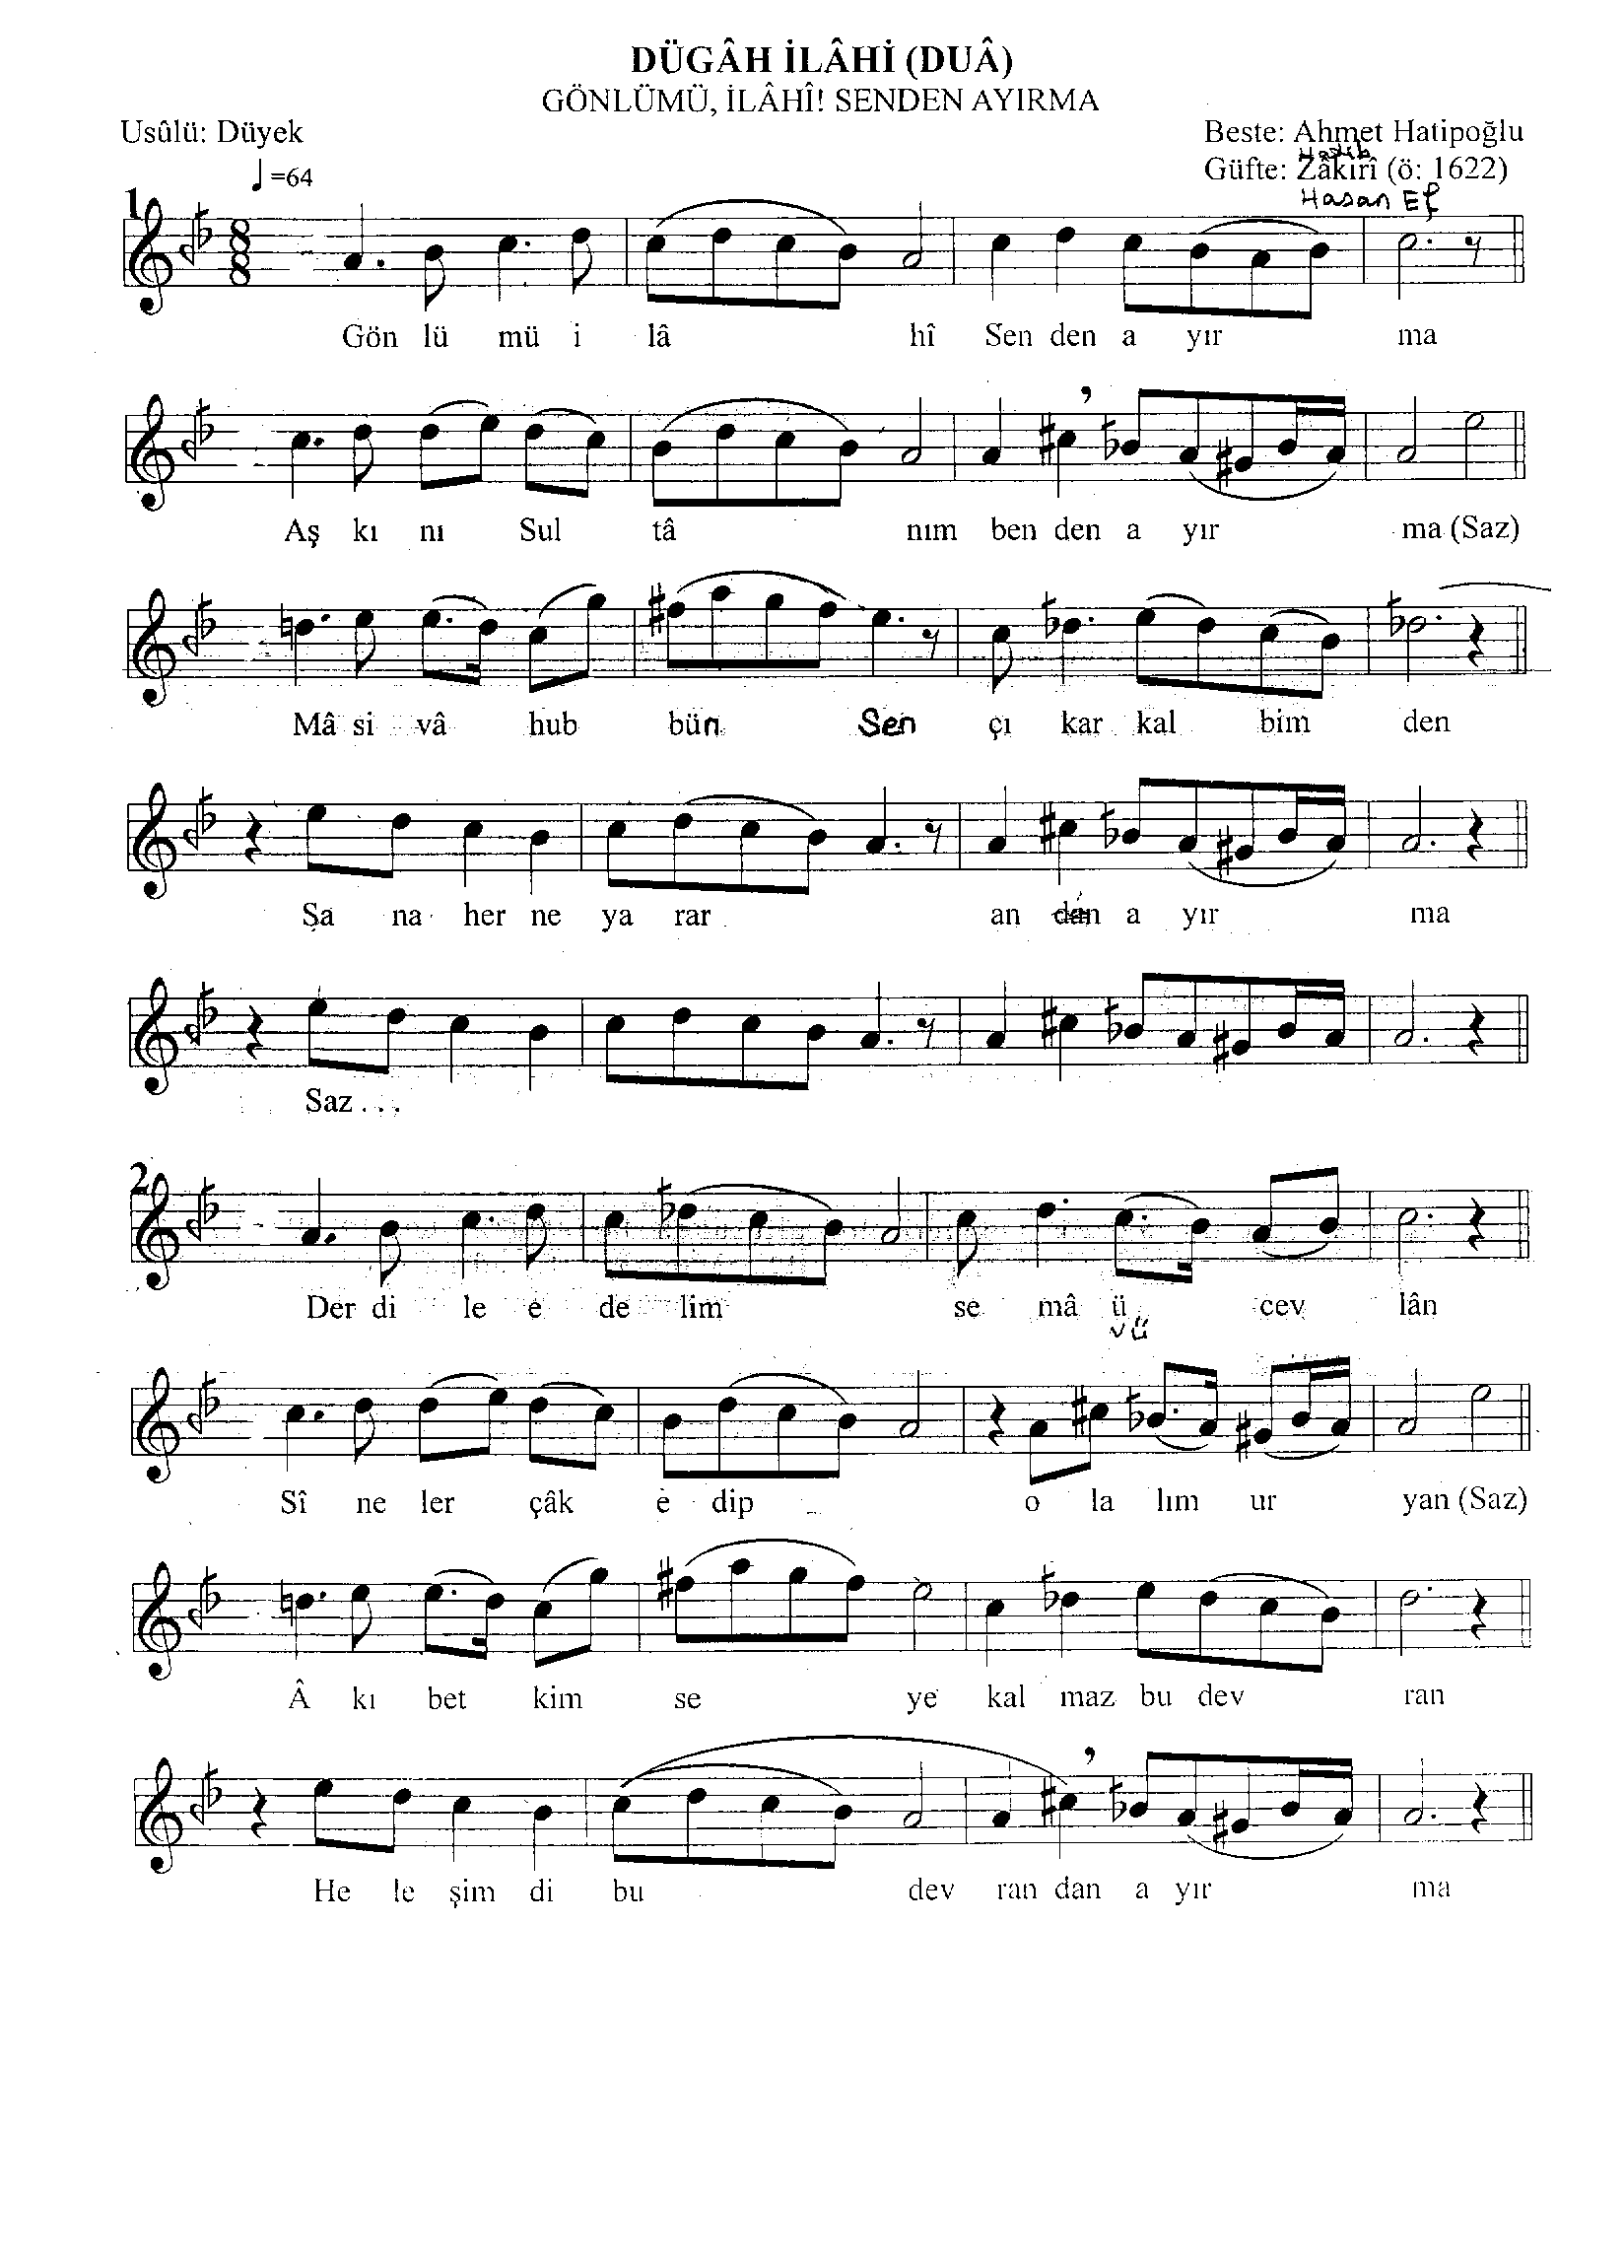 DÜGÂH İLÂHİ (DUÂ)
GÖNLÜMÜ, İLÂHÎ! SENDEN AYIRMA
Usûlü: Düyek
Beste: Ahmet Hatipoğlu
=64
Hatib
Güfte: Zâkirî (ö: 1622)
Hasan Ef
1
8
8
Gön lü mü i lâ hî Sen den a yır ma
Aş kı nı Sul tâ nım ben den a yır ma (Saz)
Mâ si vâ hub bün Sen çı kar kal bim den
Sa na her ne ya rar an dan a yır ma
Saz . . .
2
Der di le e de lim se mâ ü cev lân
vü
Sî ne ler çâk e dip o la lım ur yan (Saz)
Â kı bet kim se ye kal maz bu dev ran
He le şim di bu dev ran dan a yır ma